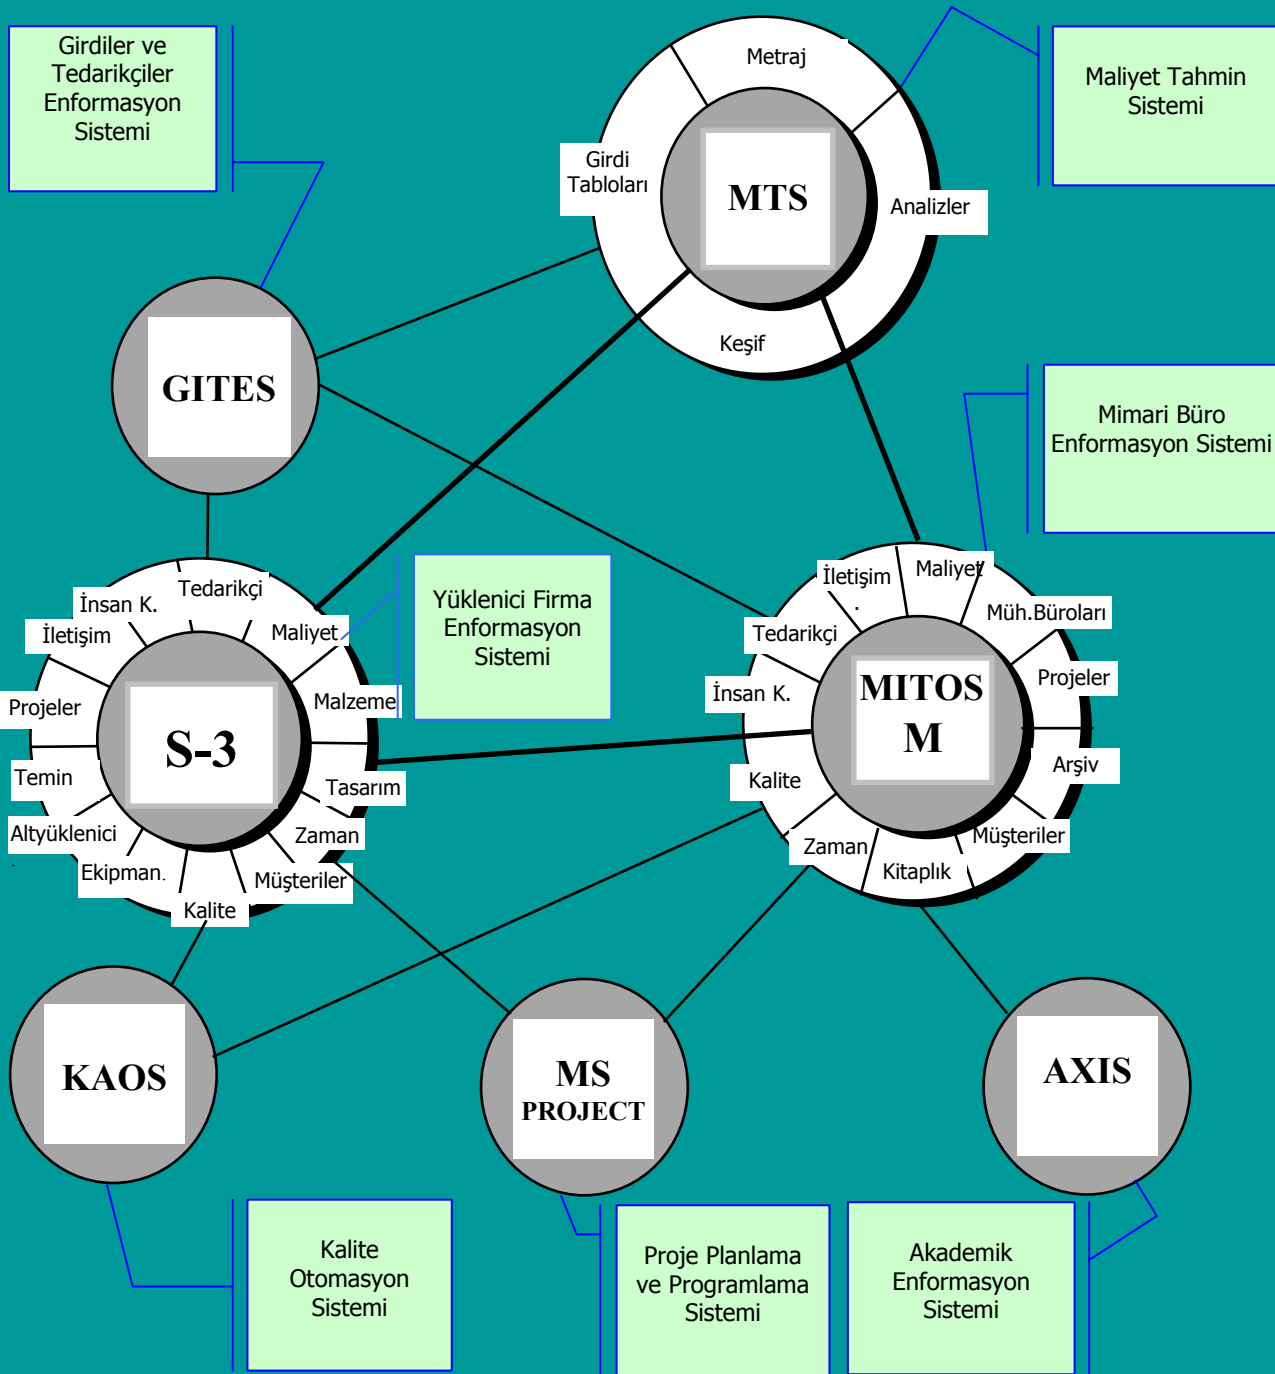 Girdiler ve
Tedarikçiler
Enformasyon
Sistemi
Metraj
Girdi
Tabloları
MTS
Analizler
Keşif
Maliyet Tahmin
Sistemi
GITES
Mimari Büro
Enformasyon Sistemi
Tedarikçi
İnsan K.
İletişim
Maliyet
Projeler
Malzeme
S-3
Temin
Tasarım
Altyüklenici
Zaman
Ekipman.
Müşteriler
Kalite
Yüklenici Firma
Enformasyon
Sistemi
İletişim
.
Maliyet
Müh.Büroları
Tedarikçi
Projeler
İnsan K.
MITOS
M
Arşiv
Kalite
Müşteriler
Zaman
Kitaplık
KAOS
MS
PROJECT
AXIS
Kalite
Otomasyon
Sistemi
Proje Planlama
ve Programlama
Sistemi
Akademik
Enformasyon
Sistemi